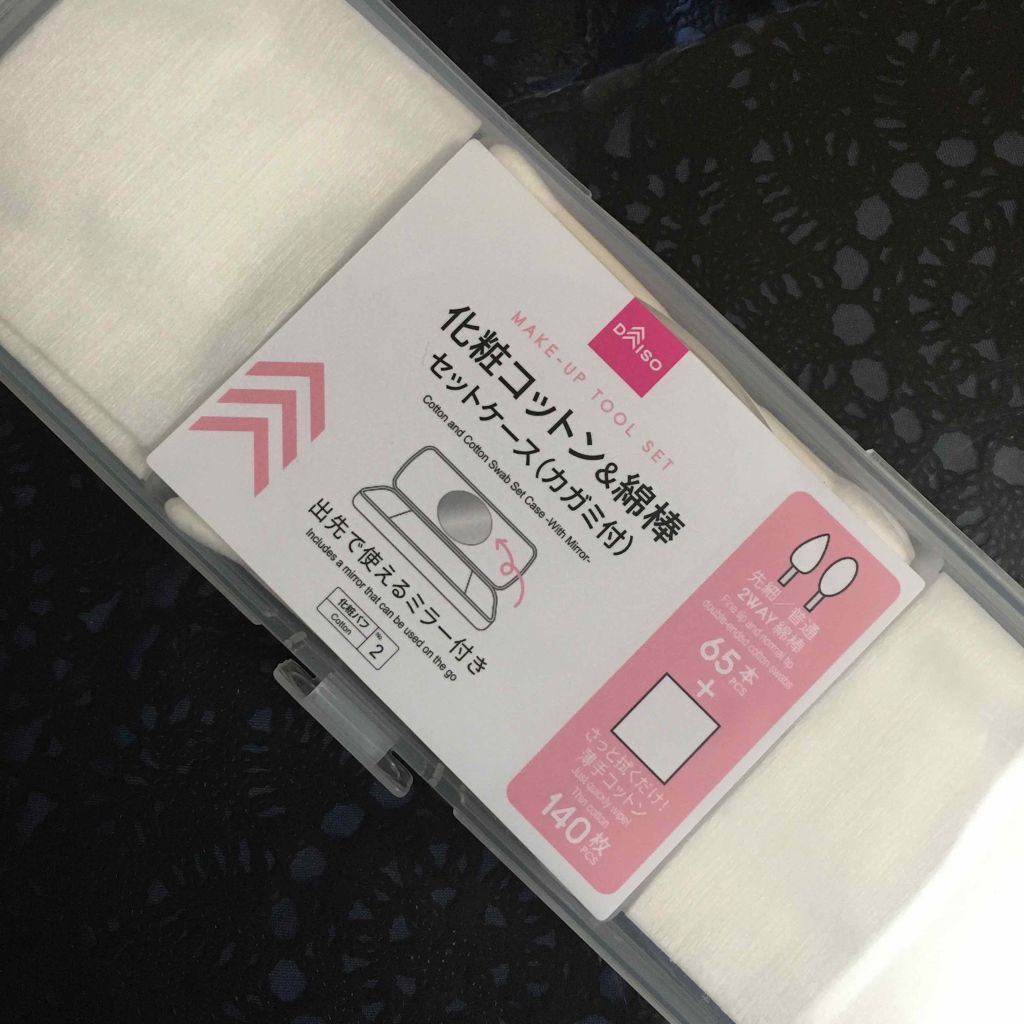 DAISO
MAKE-UP TOOL SET
化粧コットン&綿棒
セットケース(カガミ付)
Cotton and Cotton Swab Set Case -With Mirror-
出先で使えるミラー付き
Includes a mirror that can be used on the go
化粧パフ
Cotton
No.
2
先細/普通
2WAY綿棒
Fine tip and normal tip
double-ended cotton swabs
65本
PCS
+
さっと拭くだけ!
薄手コットン
Just quickly wipe!
Thin cotton
140枚
PCS